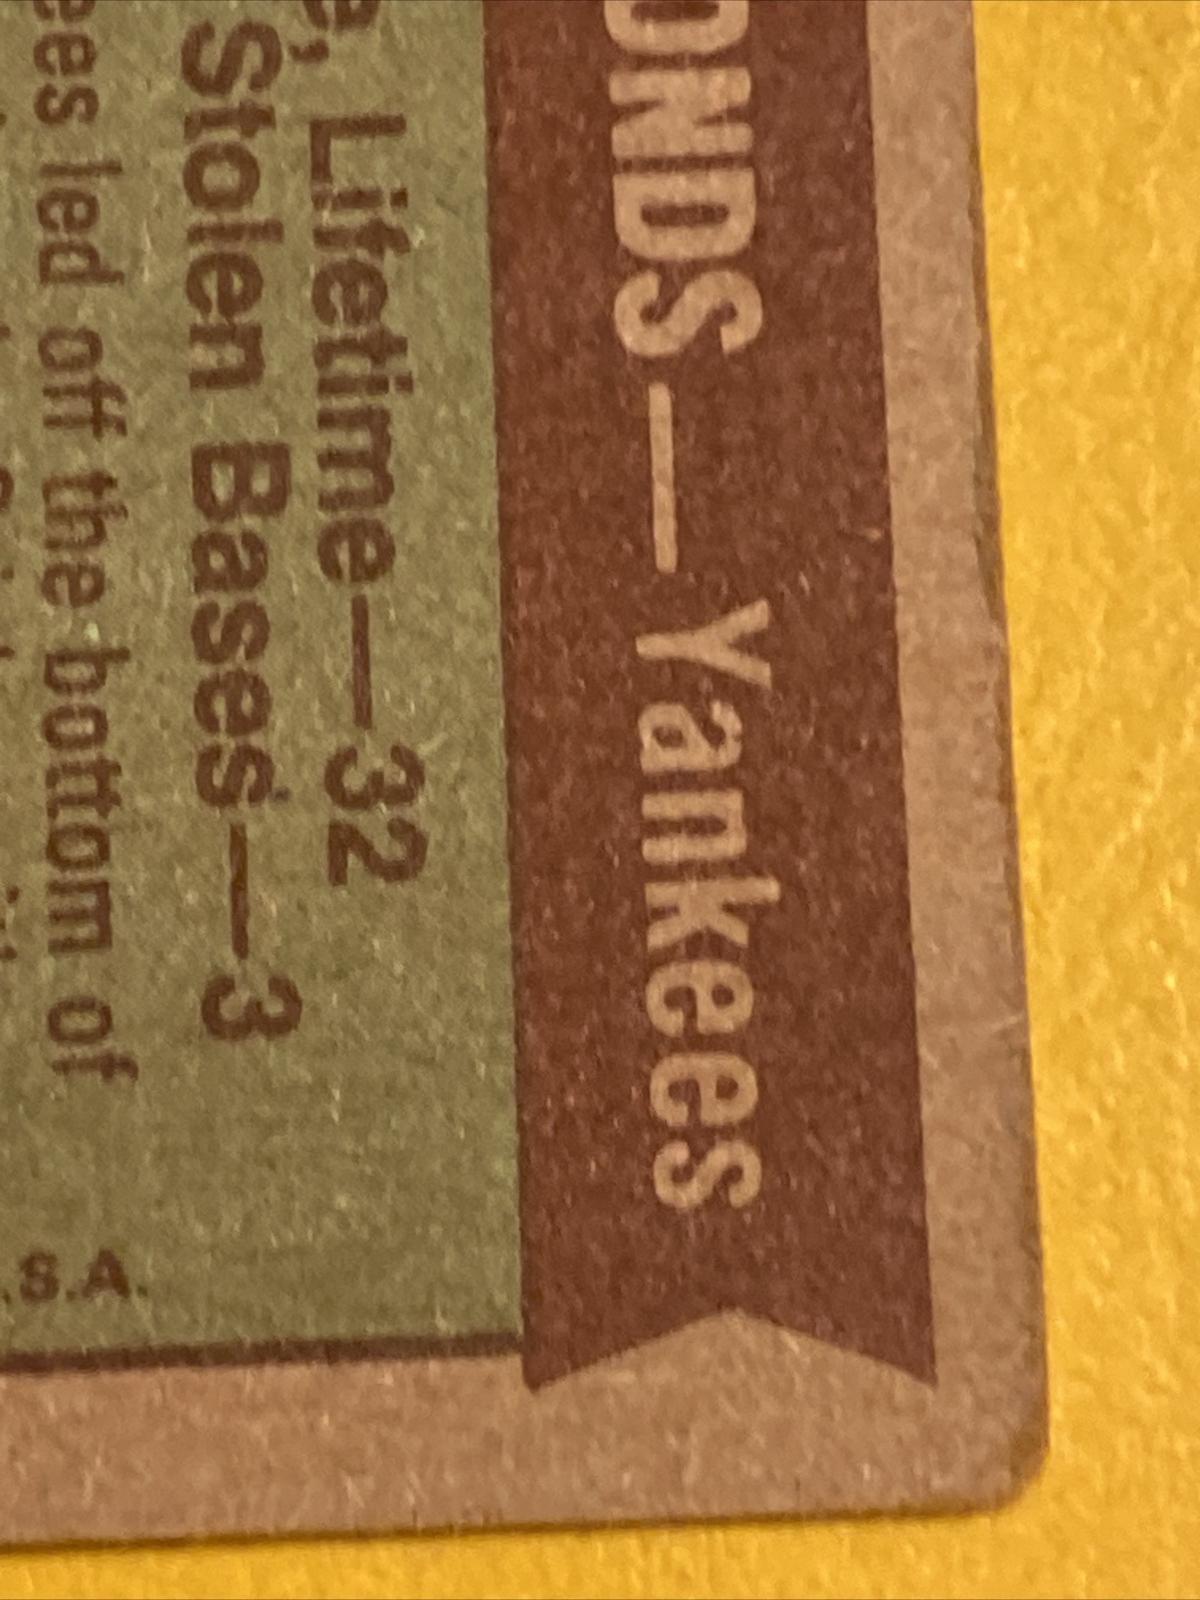 ONDS — Yankees
e, Lifetime—32
Stolen Bases—3
ees led off the bottom of
.S.A.